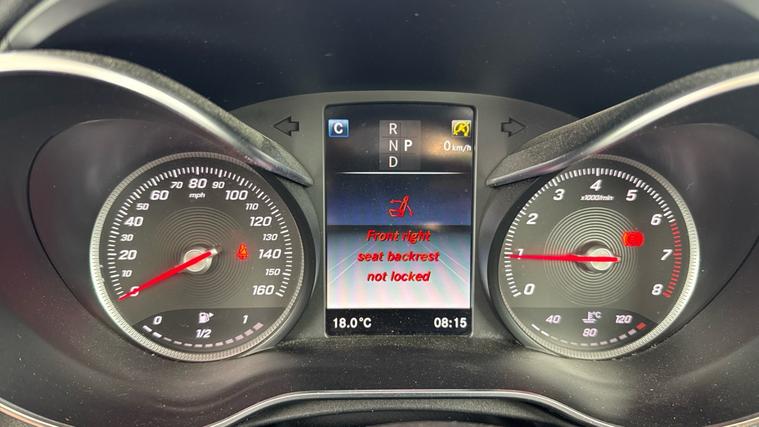 C
R
N P
D
0 km/h
Front right
seat backrest
not locked
18.0°C
08:15
0
10
20
30
40
50
60
70
80
90
100
110
120
130
140
150
160
mph
0
1/2
1
0
1
2
3
4
5
6
7
8
x1000/min
40
80
120
°C